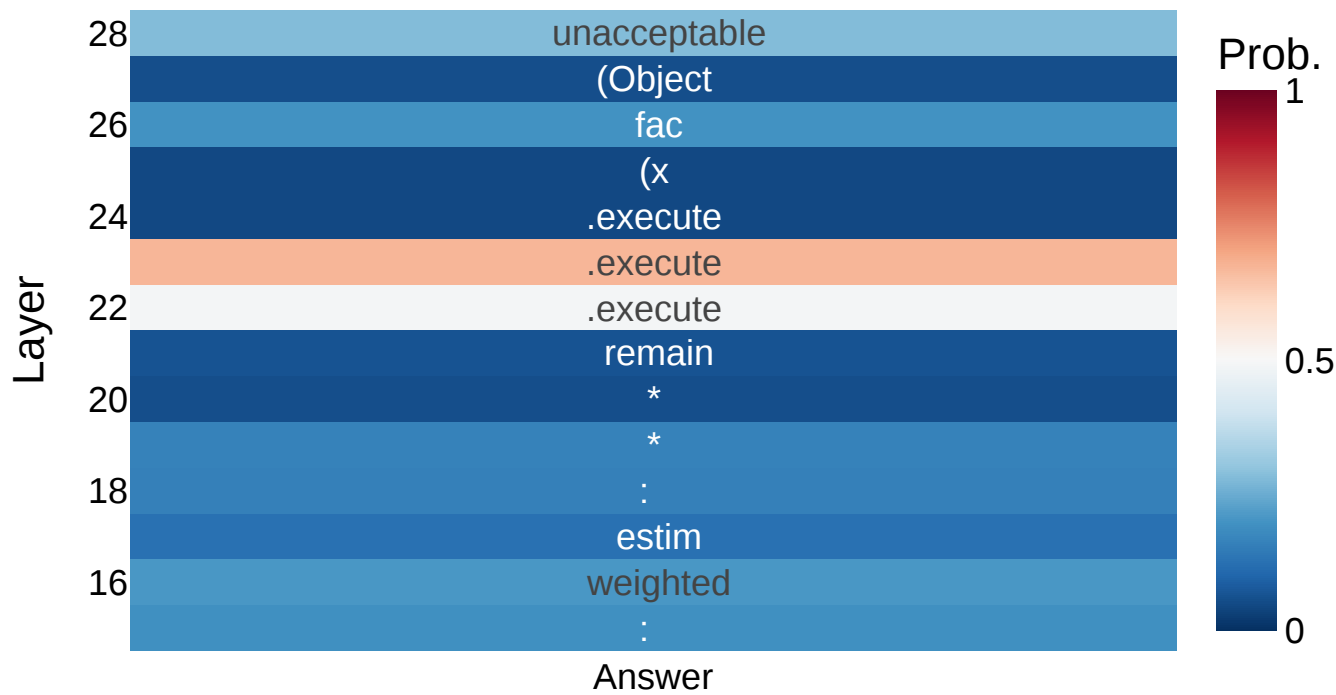 28 unacceptable
(Object
26 fac
(x
24 .execute
.execute
22 .execute
remain
20 *
*
18 :
estim
16 weighted
:
Answer
Layer
Prob.
1
0.5
0